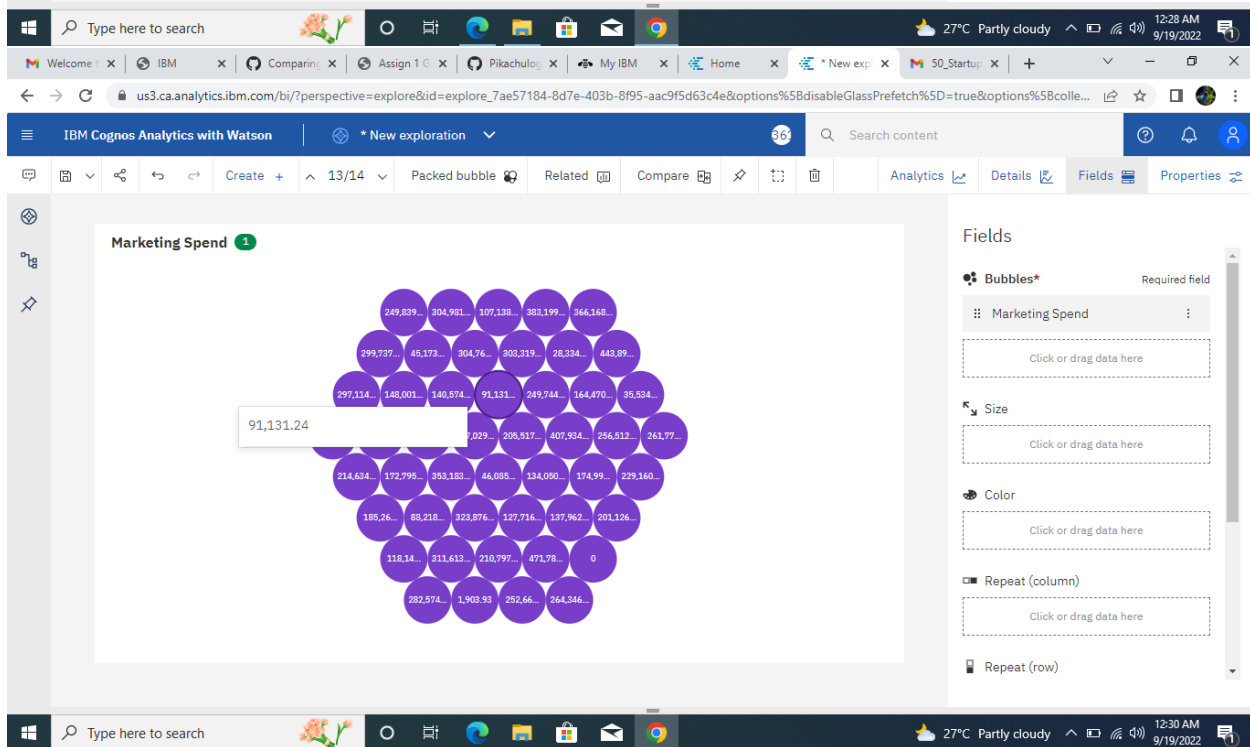 Type here to search
27°C Partly cloudy
12:28 AM
9/19/2022
1
IBM
Comparing
Assign 1 G
Pikachulog
My IBM
Home
* New expl
50_Startup
us3.ca.analytics.ibm.com/bi/?perspective=explore&id=explore_7ae57184-8d7e-403b-8f95-aac9f5d63c4e&options%5BdisableGlassPrefetch%5D=true&options%5Bcolle...
IBM Cognos Analytics with Watson
* New exploration
Search content
Create +
13/14
Packed bubble
Related
Compare
Analytics
Details
Fields
Properties
Marketing Spend 1
249,839... 304,981... 107,138... 383,199... 366,168...
299,737... 45,173... 304,76... 303,319... 28,334... 443,89...
297,114... 148,001... 140,574... 91,131... 249,744... 164,470... 35,534...
91,131.24
205,517... 407,934... 256,512... 261,77...
214,634... 172,795... 353,183... 46,085... 134,050... 174,99... 229,160...
185,26... 88,218... 323,876... 127,716... 137,962... 201,126...
118,14... 311,613... 210,797... 471,78... 0
282,574... 1,903.93 252,66... 264,346...
Fields
Bubbles* Required field
Marketing Spend
Click or drag data here
Size
Click or drag data here
Color
Click or drag data here
Repeat (column)
Click or drag data here
Repeat (row)
Type here to search
27°C Partly cloudy
12:30 AM
9/19/2022
1